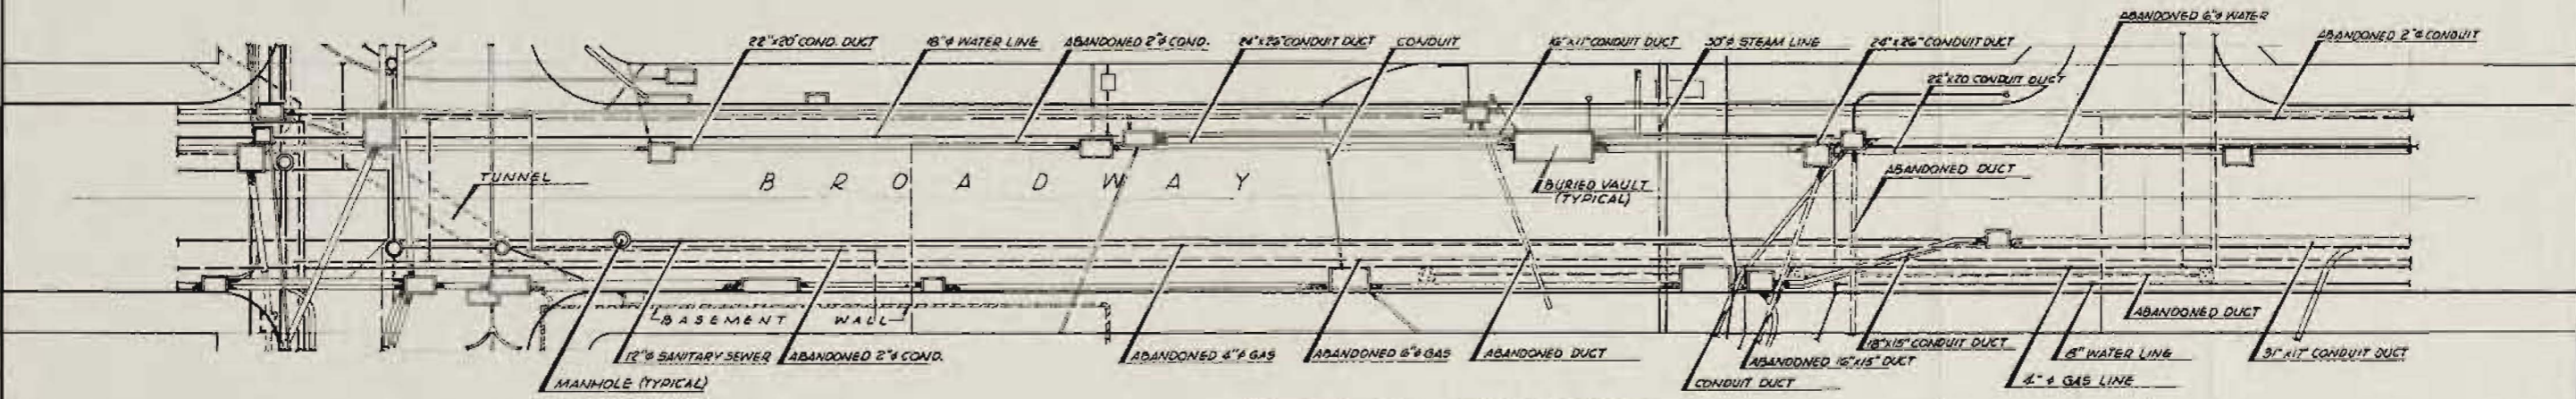 ABANDONED 6"φ WATER
22"x20" COND. DUCT
18"φ WATER LINE
ABANDONED 2"φ COND.
24"x26" CONDUIT DUCT
CONDUIT
16"x11" CONDUIT DUCT
30"φ STEAM LINE
24"x26" CONDUIT DUCT
ABANDONED 2"φ CONDUIT
22"x20 CONDUIT DUCT
TUNNEL
BROADWAY
BURIED VAULT
(TYPICAL)
ABANDONED DUCT
BASEMENT WALL
ABANDONED DUCT
12"φ SANITARY SEWER
ABANDONED 2"φ COND.
ABANDONED 4"φ GAS
ABANDONED 6"φ GAS
ABANDONED DUCT
18"x15" CONDUIT DUCT
ABANDONED 16"x15" DUCT
8" WATER LINE
31"x17" CONDUIT DUCT
MANHOLE (TYPICAL)
CONDUIT DUCT
4"φ GAS LINE